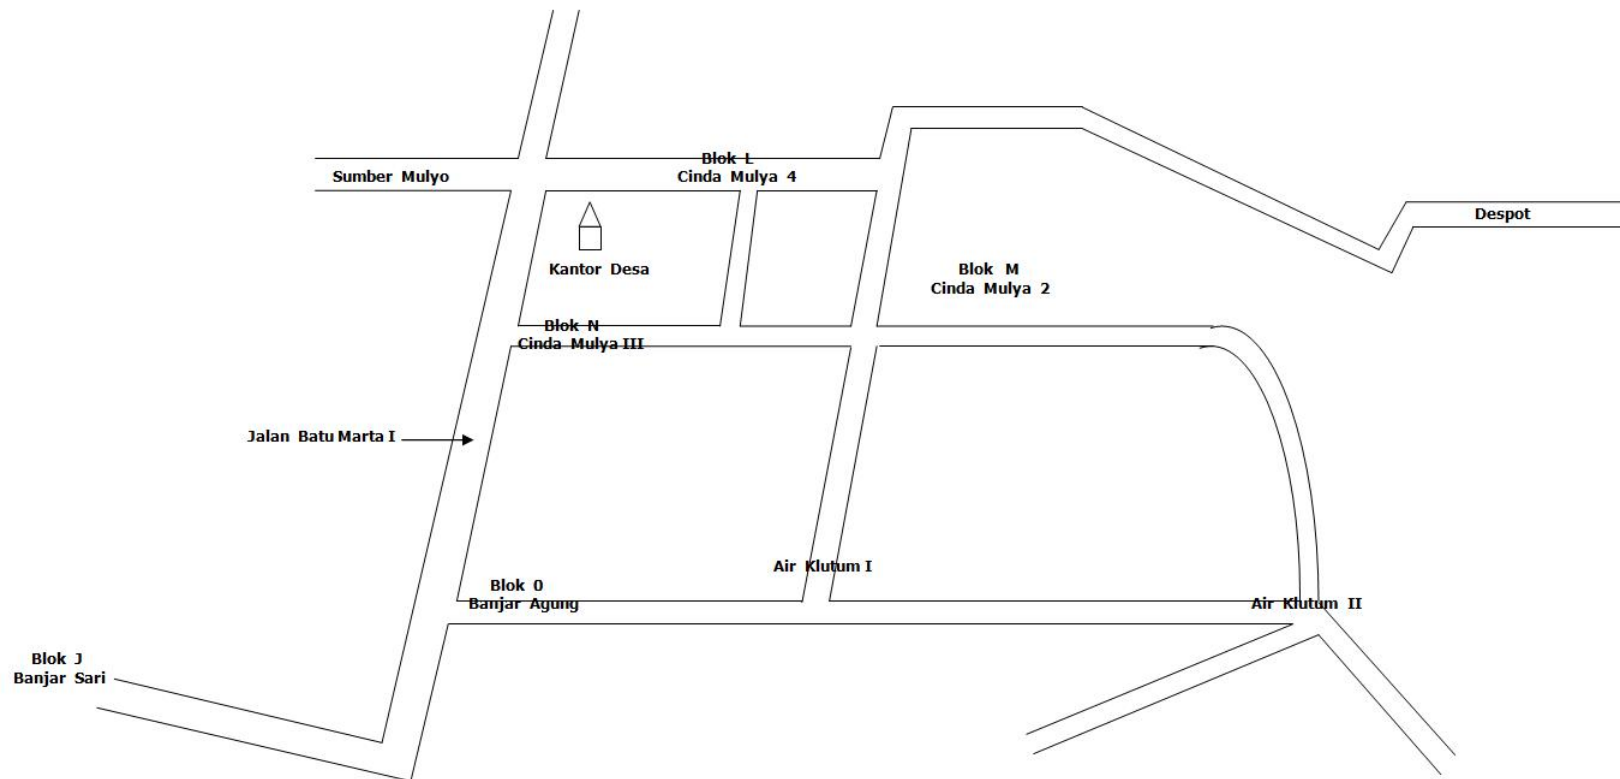 Blok L
Sumber Mulyo
Cinda Mulya 4
Despot
Kantor Desa
Blok M
Cinda Mulya 2
Blok N
Cinda Mulya III
Jalan Batu Marta I
Air Klutum I
Blok O
Banjar Agung
Air Klutum II
Blok J
Banjar Sari